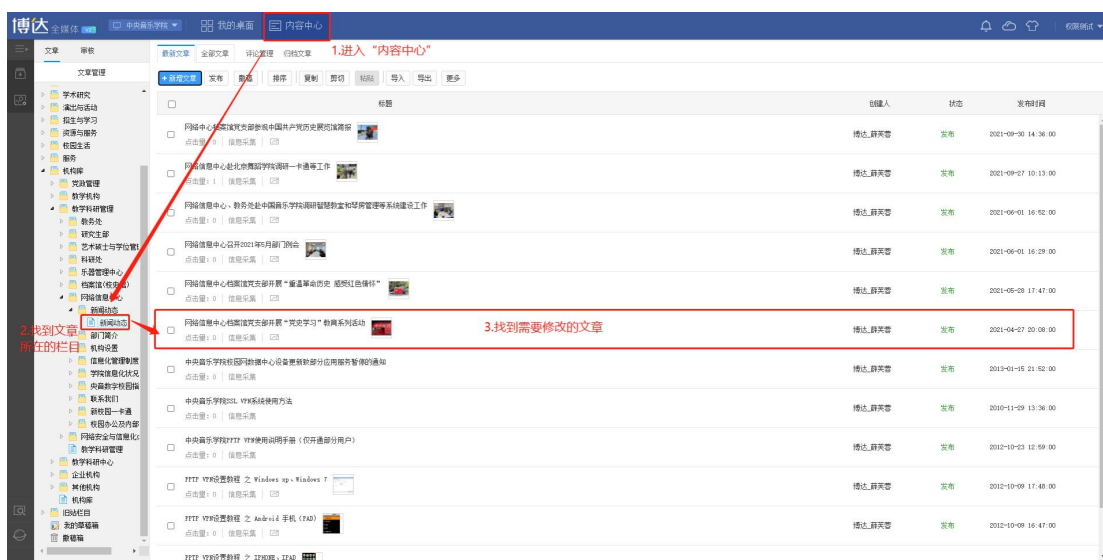 博达 全媒体
中央音乐学院
我的桌面
内容中心
权限测试
1.进入“内容中心”
文章 审核
文章管理
学术研究
演出与活动
招生与学习
资源与服务
校园生活
服务
机构库
党政管理
教学机构
教学科研管理
教务处
研究生部
艺术硕士与学位管
科研处
乐器管理中心
档案馆(校史馆)
网络信息中心
新闻动态
新闻动态
部门简介
机构设置
信息化管理制度
学院信息化状况
央音数字校园指
联系我们
新校园一卡通
校园办公及内部
网络安全与信息化
教学科研管理
教学科研中心
企业机构
其他机构
机构库
旧站栏目
我的草稿箱
撤稿箱
2.找到文章
所在的栏目
最新文章 全部文章 评论管理 归档文章
+新增文章 发布 撤稿 排序 复制 剪切 粘贴 导入 导出 更多
标题 创建人 状态 发布时间
网络中心档案馆党支部参观中国共产党历史展览馆简报
点击量:0 | 信息采集
博达_薛芙蓉 发布 2021-09-30 14:36:00
网络信息中心赴北京舞蹈学院调研一卡通等工作
点击量:1 | 信息采集
博达_薛芙蓉 发布 2021-09-27 10:13:00
网络信息中心、教务处赴中国音乐学院调研智慧教室和琴房管理等系统建设工作
点击量:0 | 信息采集
博达_薛芙蓉 发布 2021-06-01 16:52:00
网络信息中心召开2021年5月部门例会
点击量:0 | 信息采集
博达_薛芙蓉 发布 2021-06-01 16:29:00
网络信息中心档案馆党支部开展“重温革命历史 感受红色情怀”
点击量:0 | 信息采集
博达_薛芙蓉 发布 2021-05-28 17:47:00
网络信息中心档案馆党支部开展“党史学习”教育系列活动
点击量:0 | 信息采集
3.找到需要修改的文章
博达_薛芙蓉 发布 2021-04-27 20:08:00
中央音乐学院校园网数据中心设备更新致部分应用服务暂停的通知
点击量:0 | 信息采集
博达_薛芙蓉 发布 2013-01-15 21:52:00
中央音乐学院SSL VPN系统使用方法
点击量:0 | 信息采集
博达_薛芙蓉 发布 2010-11-29 13:36:00
中央音乐学院PPTP VPN使用说明手册(仅开通部分用户)
点击量:0 | 信息采集
博达_薛芙蓉 发布 2012-10-23 12:59:00
PPTP VPN设置教程 之 Windows xp、Windows 7
点击量:0 | 信息采集
博达_薛芙蓉 发布 2012-10-09 17:48:00
PPTP VPN设置教程 之 Android 手机 (PAD)
点击量:0 | 信息采集
博达_薛芙蓉 发布 2012-10-09 16:47:00
PPTP VPN设置教程 之 IPHONE、IPAD